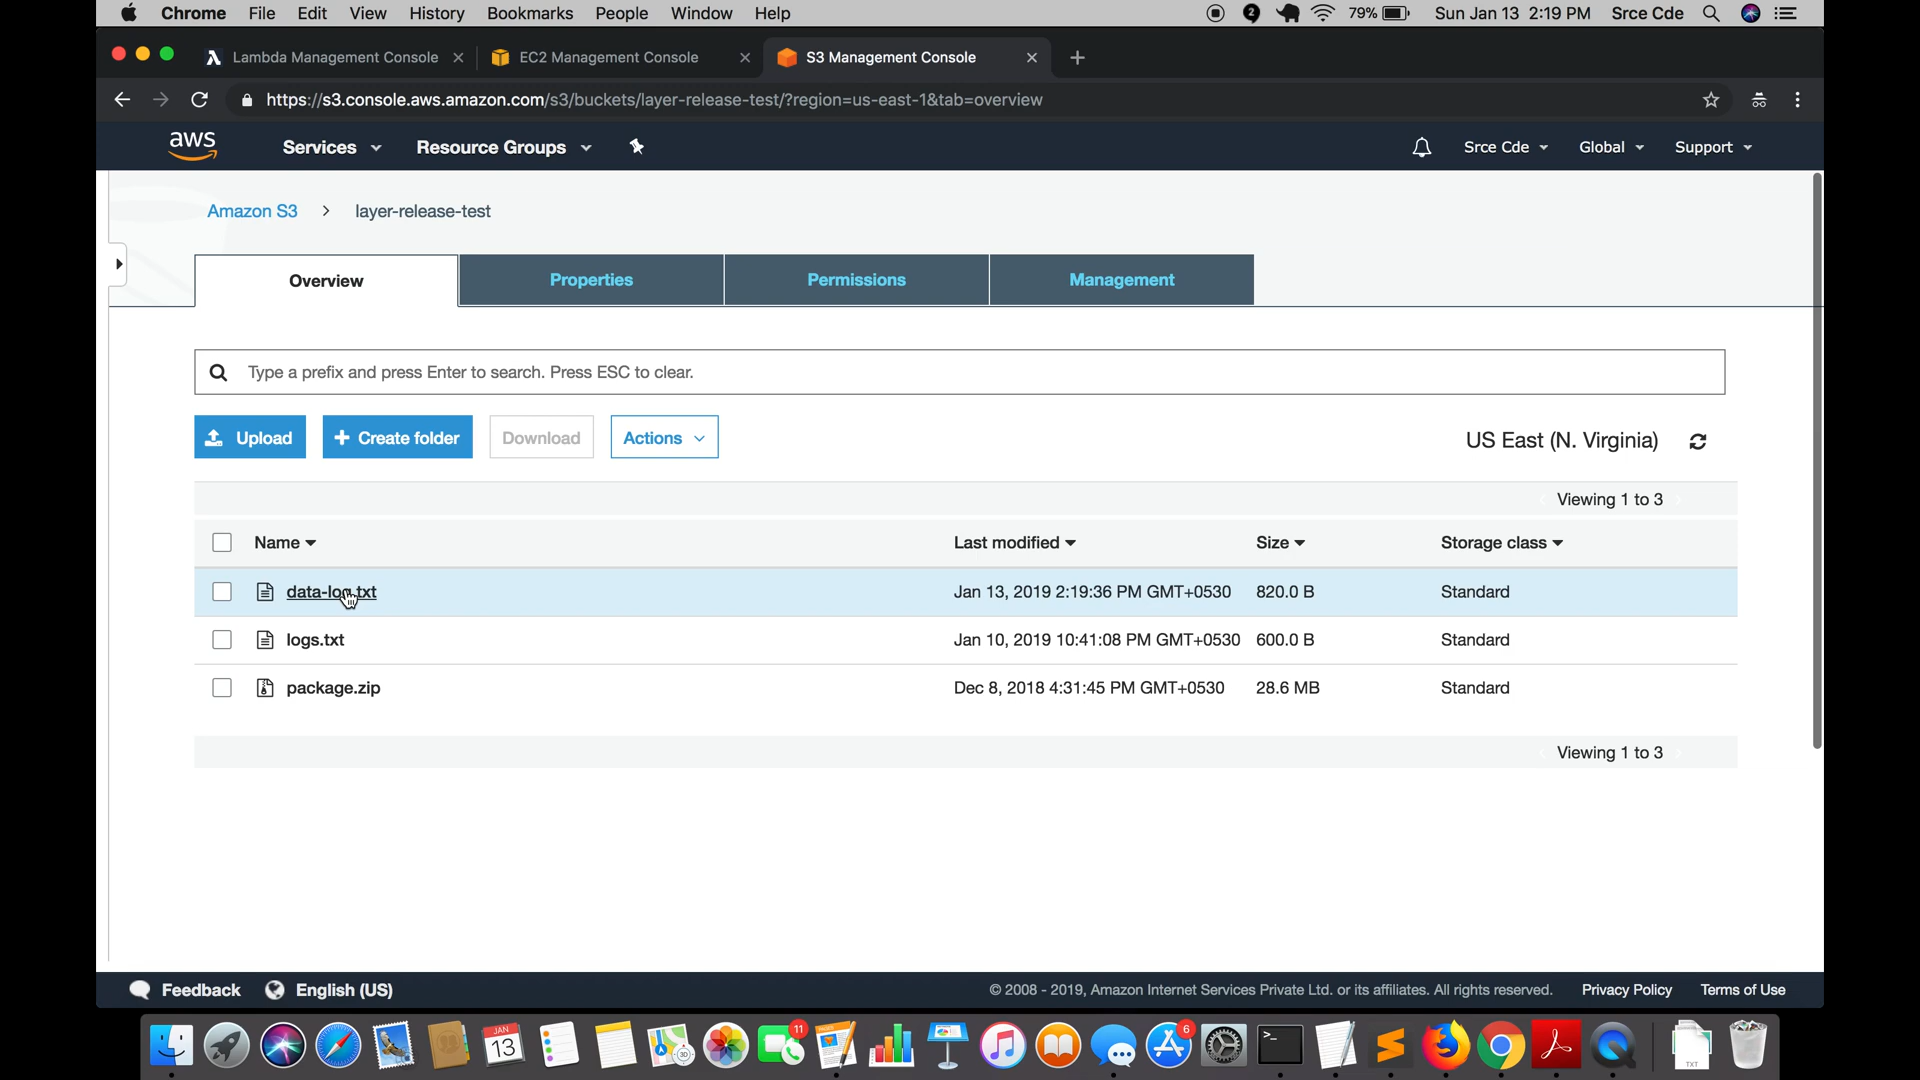 Chrome File Edit View History Bookmarks People Window Help 2 79% Sun Jan 13 2:19 PM Srce Cde
Lambda Management Console EC2 Management Console S3 Management Console
https://s3.console.aws.amazon.com/s3/buckets/layer-release-test/?region=us-east-1&tab=overview
aws Services Resource Groups Srce Cde Global Support
Amazon S3 > layer-release-test
Overview Properties Permissions Management
Type a prefix and press Enter to search. Press ESC to clear.
Upload + Create folder Download Actions US East (N. Virginia)
Viewing 1 to 3
Name Last modified Size Storage class
data-log.txt Jan 13, 2019 2:19:36 PM GMT+0530 820.0 B Standard
logs.txt Jan 10, 2019 10:41:08 PM GMT+0530 600.0 B Standard
package.zip Dec 8, 2018 4:31:45 PM GMT+0530 28.6 MB Standard
Viewing 1 to 3
Feedback English (US) © 2008 - 2019, Amazon Internet Services Private Ltd. or its affiliates. All rights reserved. Privacy Policy Terms of Use
JAN 13 3D 11 6 TXT